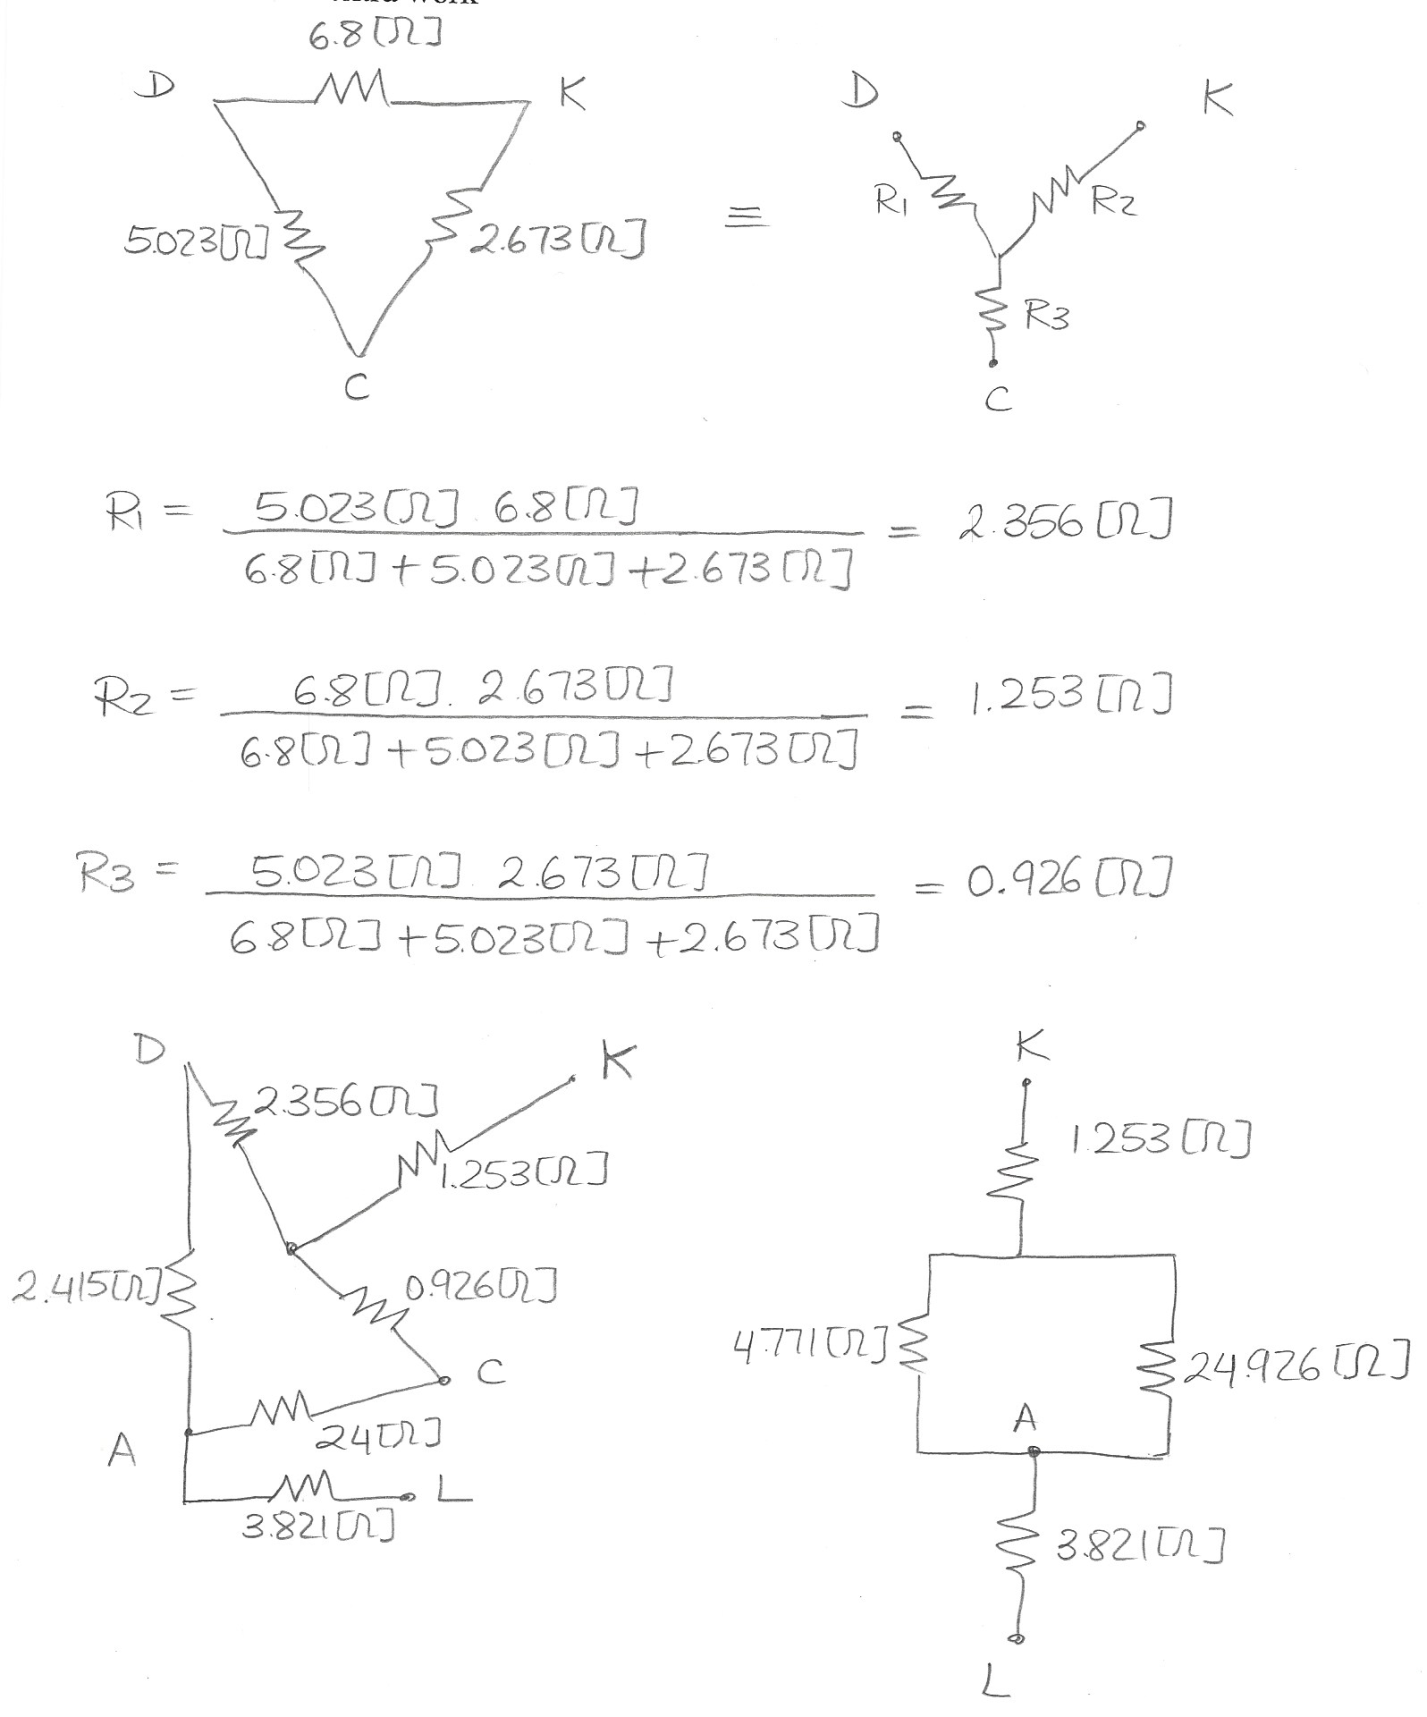 6.8[Ω]
D K
5.023[Ω] 2.673[Ω]
C
≡
D K
R1 R2
R3
C
R1 = 5.023[Ω] . 6.8[Ω] / 6.8[Ω] + 5.023[Ω] + 2.673[Ω] = 2.356[Ω]
R2 = 6.8[Ω] . 2.673[Ω] / 6.8[Ω] + 5.023[Ω] + 2.673[Ω] = 1.253[Ω]
R3 = 5.023[Ω] . 2.673[Ω] / 6.8[Ω] + 5.023[Ω] + 2.673[Ω] = 0.926[Ω]
D K
2.356[Ω]
1.253[Ω]
2.415[Ω] 0.926[Ω]
C
24[Ω]
A
L
3.821[Ω]
K
1.253[Ω]
4.771[Ω] 24.926[Ω]
A
3.821[Ω]
L